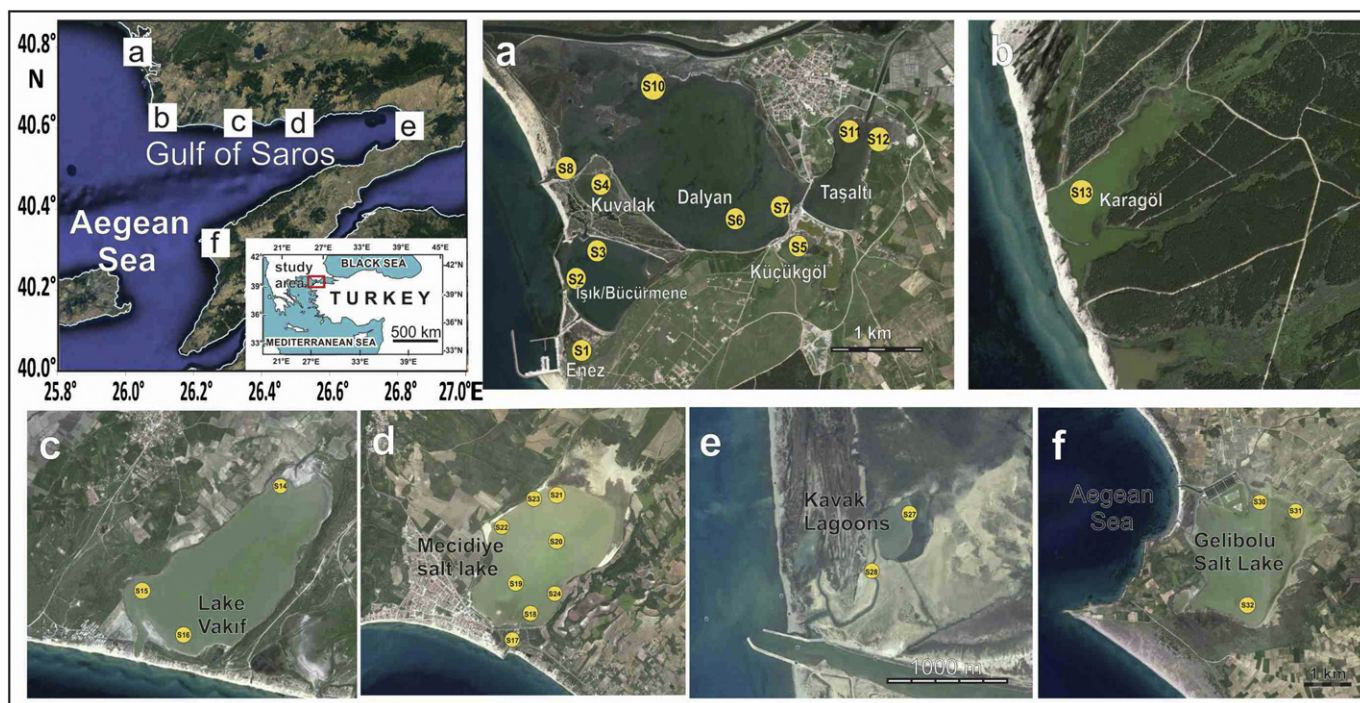 40.8°
N
40.6°
40.4°
40.2°
40.0°
25.8
26.0
26.2
26.4
26.6
26.8
27.0°E
a
b
c
d
e
f
Gulf of Saros
Aegean
Sea
21°E
27°E
33°E
39°E
45°E
BLACK SEA
42°N
study
area
39°
39°N
TURKEY
36°
36°N
500 km
33°
33°N
MEDITERRANEAN SEA
21°E
27°E
33°E
39°E
a
S10
S11
S12
S8
S4
Kuvalak
Dalyan
Taşaltı
S7
S6
S3
S5
Küçükgöl
S2
Işık/Bücürmene
1 km
S1
Enez
b
S13
Karagöl
c
S14
S15
Lake
Vakıf
S16
d
S23
S21
S22
Mecidiye
salt lake
S20
S19
S24
S18
S17
e
Kavak
Lagoons
S27
S28
1000 m
f
Aegean
Sea
S30
S31
Gelibolu
Salt Lake
S32
1 km